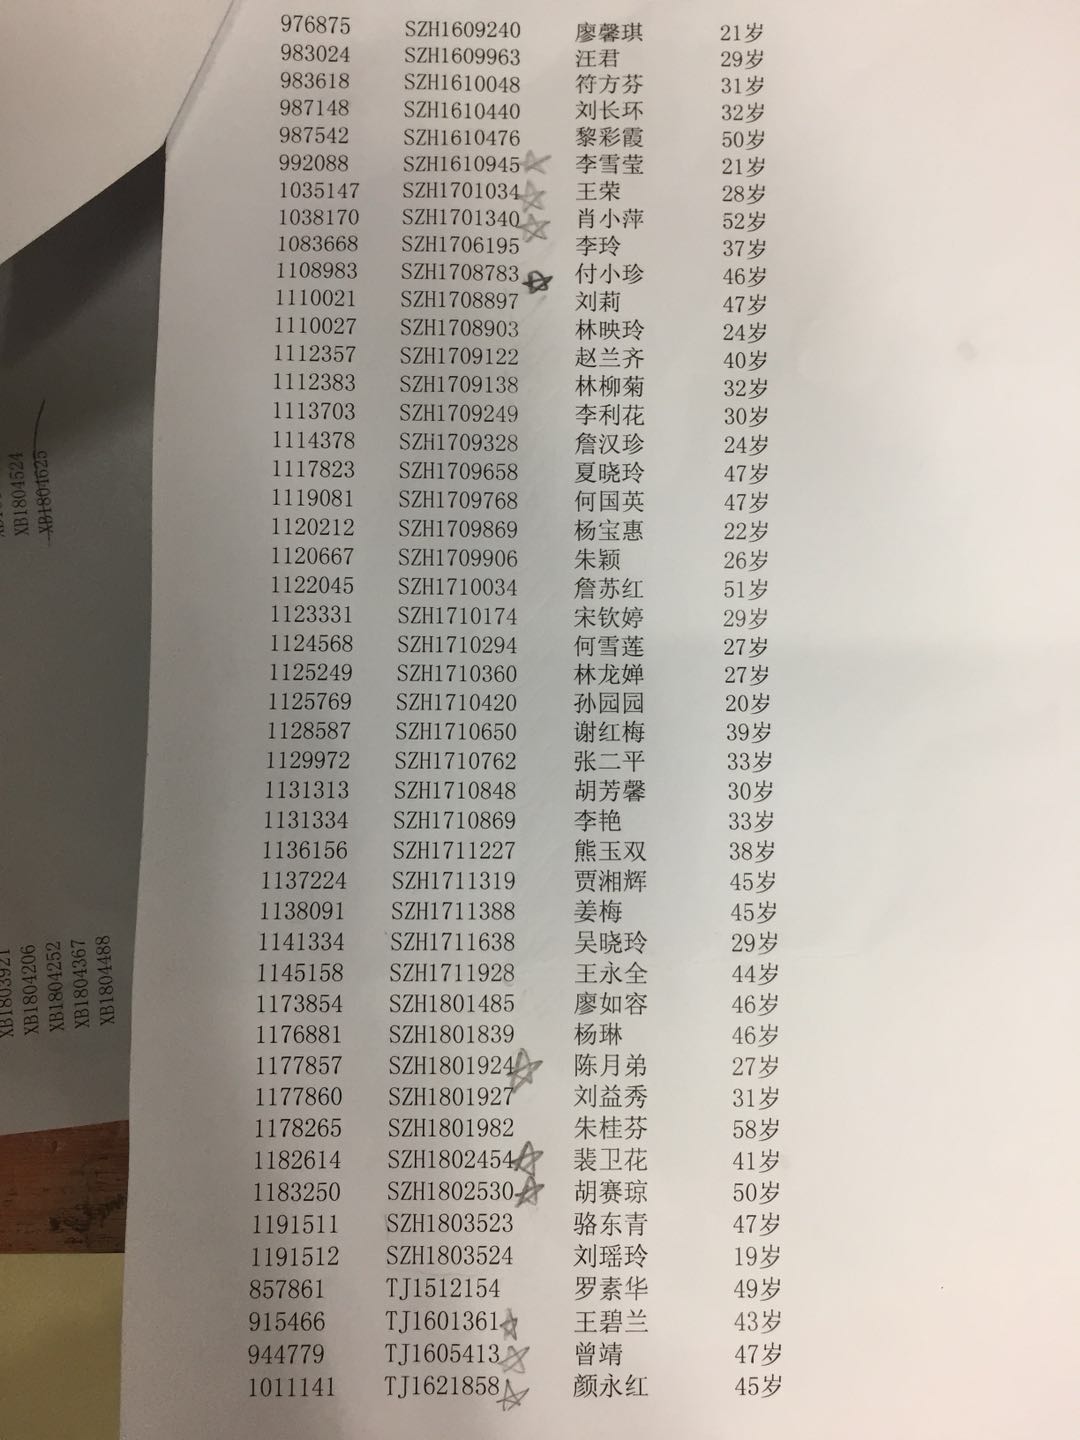 976875 SZH1609240 廖馨琪 21岁
983024 SZH1609963 汪君 29岁
983618 SZH1610048 符方芬 31岁
987148 SZH1610440 刘长环 32岁
987542 SZH1610476 黎彩霞 50岁
992088 SZH1610945 李雪莹 21岁
1035147 SZH1701034 王荣 28岁
1038170 SZH1701340 肖小萍 52岁
1083668 SZH1706195 李玲 37岁
1108983 SZH1708783 付小珍 46岁
1110021 SZH1708897 刘莉 47岁
1110027 SZH1708903 林映玲 24岁
1112357 SZH1709122 赵兰齐 40岁
1112383 SZH1709138 林柳菊 32岁
1113703 SZH1709249 李利花 30岁
1114378 SZH1709328 詹汉珍 24岁
1117823 SZH1709658 夏晓玲 47岁
1119081 SZH1709768 何国英 47岁
1120212 SZH1709869 杨宝惠 22岁
1120667 SZH1709906 朱颖 26岁
1122045 SZH1710034 詹苏红 51岁
1123331 SZH1710174 宋钦婷 29岁
1124568 SZH1710294 何雪莲 27岁
1125249 SZH1710360 林龙婵 27岁
1125769 SZH1710420 孙园园 20岁
1128587 SZH1710650 谢红梅 39岁
1129972 SZH1710762 张二平 33岁
1131313 SZH1710848 胡芳馨 30岁
1131334 SZH1710869 李艳 33岁
1136156 SZH1711227 熊玉双 38岁
1137224 SZH1711319 贾湘辉 45岁
1138091 SZH1711388 姜梅 45岁
1141334 SZH1711638 吴晓玲 29岁
1145158 SZH1711928 王永全 44岁
1173854 SZH1801485 廖如容 46岁
1176881 SZH1801839 杨琳 46岁
1177857 SZH1801924 陈月弟 27岁
1177860 SZH1801927 刘益秀 31岁
1178265 SZH1801982 朱桂芬 58岁
1182614 SZH1802454 裴卫花 41岁
1183250 SZH1802530 胡赛琼 50岁
1191511 SZH1803523 骆东青 47岁
1191512 SZH1803524 刘瑶玲 19岁
857861 TJ1512154 罗素华 49岁
915466 TJ1601361 王碧兰 43岁
944779 TJ1605413 曾靖 47岁
1011141 TJ1621858 颜永红 45岁
XB1804524
XB1804625
XB1803921
XB1804206
XB1804252
XB1804367
XB1804488